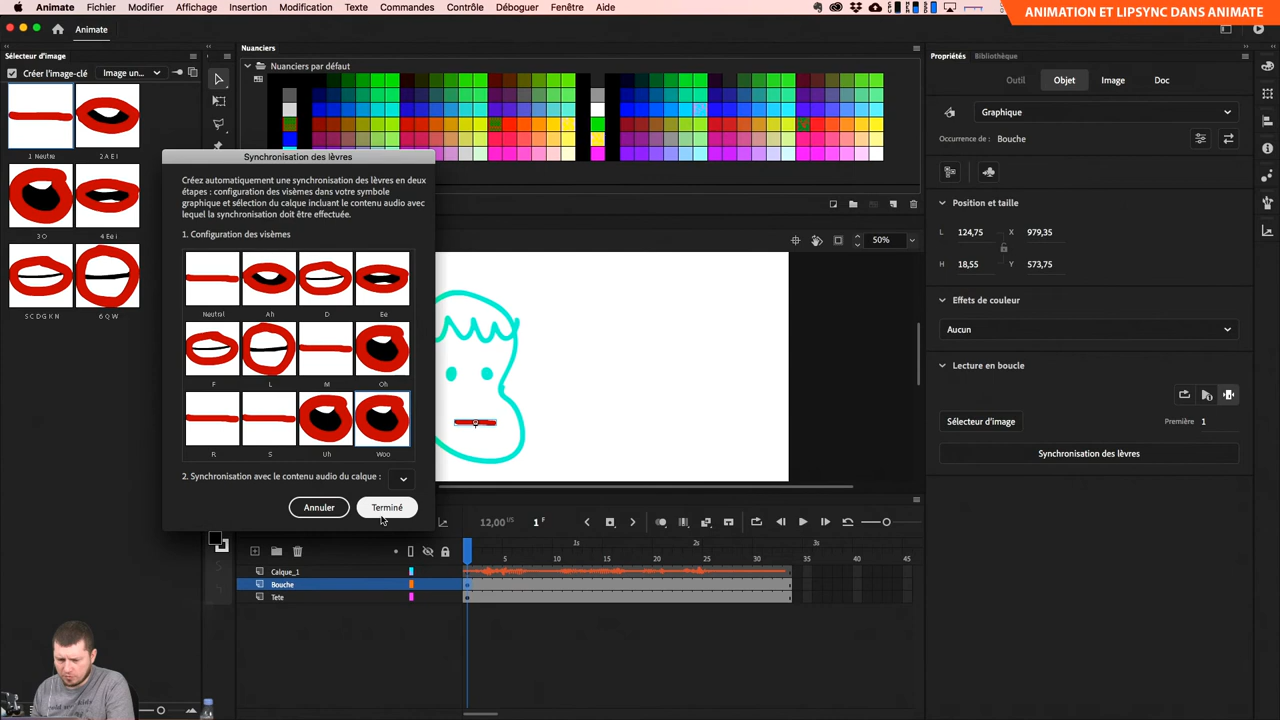 Animate Fichier Modifier Affichage Insertion Modification Texte Commandes Contrôle Déboguer Fenêtre Aide
ANIMATION ET LIPSYNC DANS ANIMATE
Animate
Sélecteur d'image
Créer l'image-clé
Image un...
1 Neutre
2 A E I
3 O
4 Ee i
S C D G K N
6 Q W
Nuanciers
Nuanciers par défaut
Synchronisation des lèvres
Créez automatiquement une synchronisation des lèvres en deux
étapes : configuration des visèmes dans votre symbole
graphique et sélection du calque incluant le contenu audio avec
lequel la synchronisation doit être effectuée.
1. Configuration des visèmes
Neutral Ah D Ee
F L M Oh
R S Uh Woo
2. Synchronisation avec le contenu audio du calque :
Annuler
Terminé
50%
12,00 I/S
1 F
1s 2s 3s
5 10 15 20 25 30 35 40 45
Calque_1
Bouche
Tete
Propriétés
Bibliothèque
Outil
Objet
Image
Doc
Graphique
Occurrence de :
Bouche
Position et taille
L 124,75 X 979,35
H 18,55 Y 573,75
Effets de couleur
Aucun
Lecture en boucle
Sélecteur d'image
Première 1
Synchronisation des lèvres